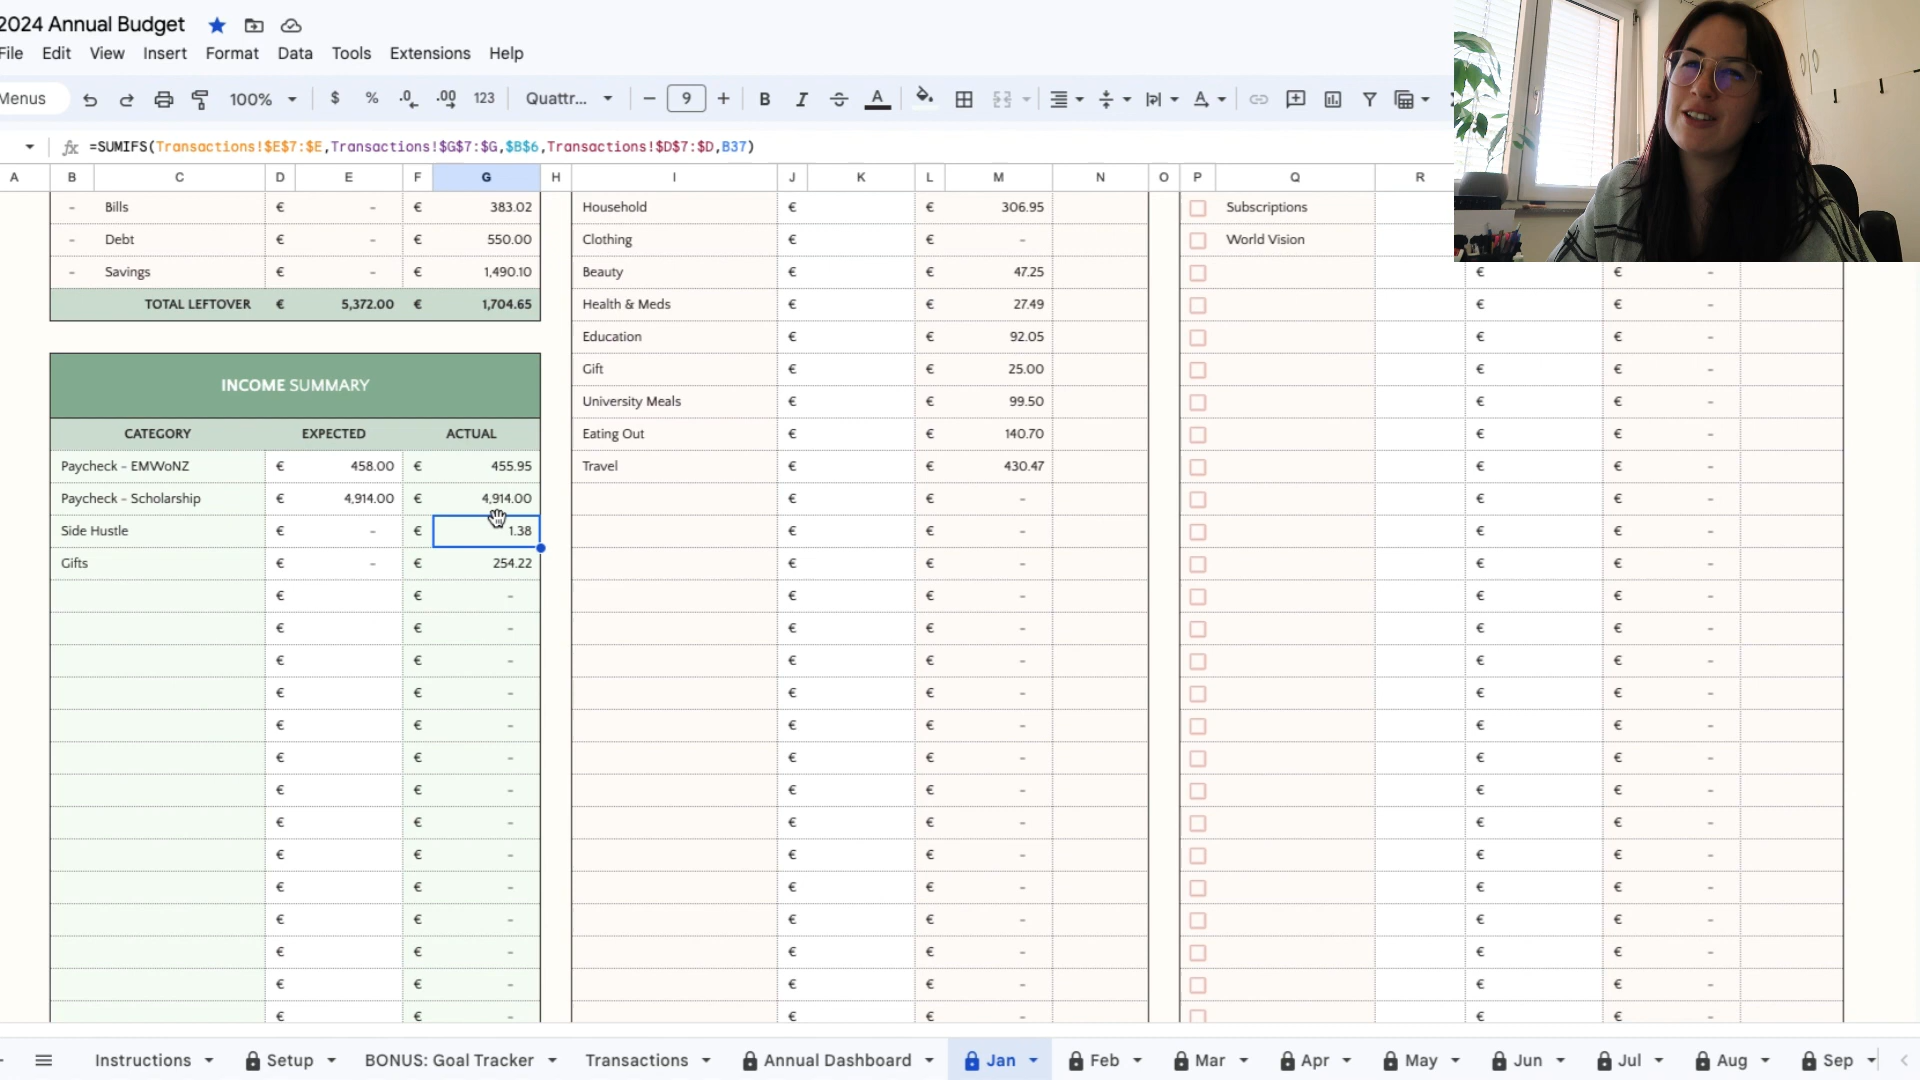 2024 Annual Budget
File Edit View Insert Format Data Tools Extensions Help
Menus 100% $ % .0 .00 123 Quattr... − 9 + B I A
fx =SUMIFS(Transactions!$E$7:$E,Transactions!$G$7:$G,$B$6,Transactions!$D$7:$D,B37)
A B C D E F G H I J K L M N O P Q R
- Bills € - € 383.02 Household € € 306.95 Subscriptions
- Debt € - € 550.00 Clothing € € - World Vision
- Savings € - € 1,490.10 Beauty € € 47.25 € € -
TOTAL LEFTOVER € 5,372.00 € 1,704.65 Health & Meds € € 27.49 € € -
Education € € 92.05 € € -
Gift € € 25.00 € € -
INCOME SUMMARY
University Meals € € 99.50 € € -
CATEGORY EXPECTED ACTUAL Eating Out € € 140.70 € € -
Paycheck - EMWoNZ € 458.00 € 455.95 Travel € € 430.47 € € -
Paycheck - Scholarship € 4,914.00 € 4,914.00 € € - € € -
Side Hustle € - € 1.38 € € - € € -
Gifts € - € 254.22 € € - € € -
€ € - € € - € € -
€ € - € € - € € -
€ € - € € - € € -
€ € - € € - € € -
€ € - € € - € € -
€ € - € € - € € -
€ € - € € - € € -
€ € - € € - € € -
€ € - € € - € € -
€ € - € € - € € -
€ € - € € - € € -
€ € - € € - € € -
€ € - € € - € € -
€ € - € € - € € -
Instructions Setup BONUS: Goal Tracker Transactions Annual Dashboard Jan Feb Mar Apr May Jun Jul Aug Sep